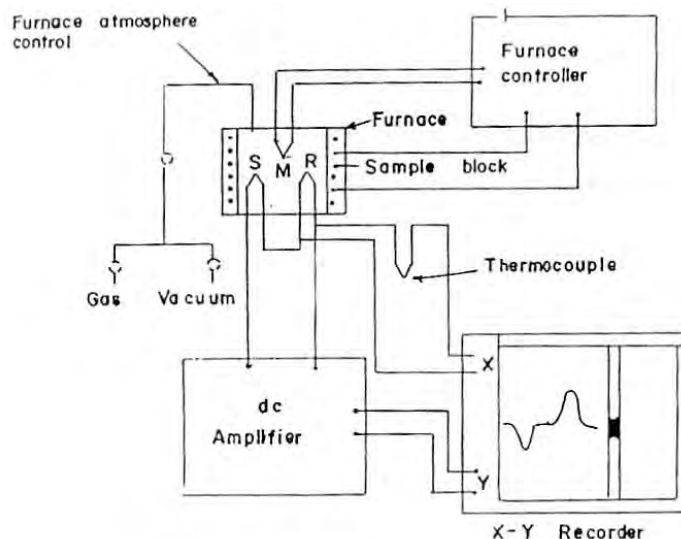 Furnace atmosphere
control
Furnace
controller
Furnace
S
M
R
Sample block
Thermocouple
Gas
Vacuum
X
dc
Amplifier
Y
X-Y Recorder